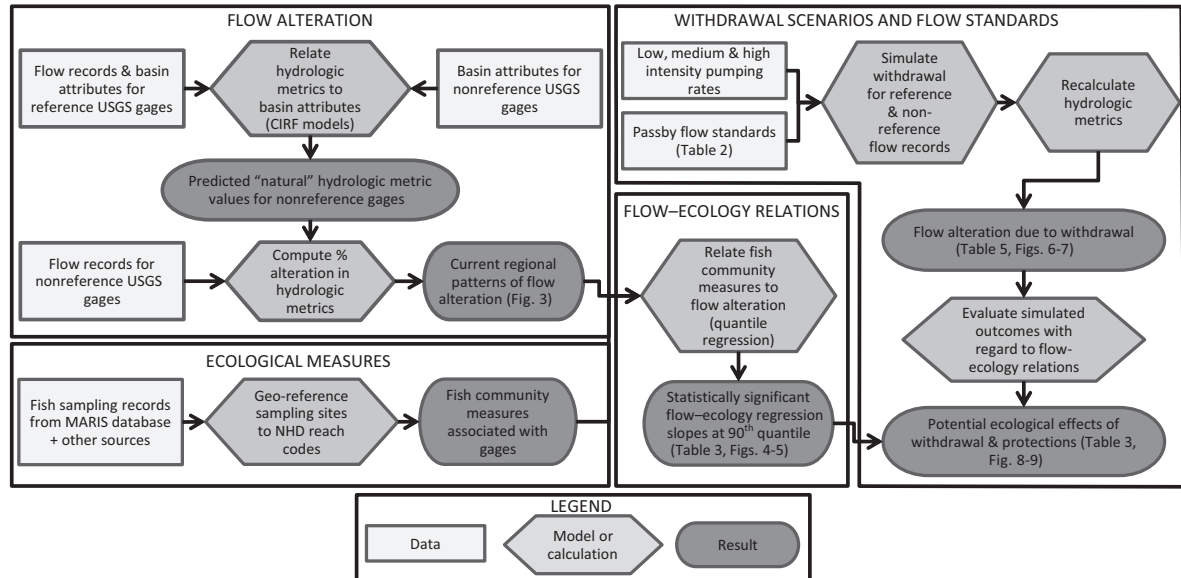 FLOW ALTERATION
Flow records & basin
attributes for
reference USGS gages
Relate
hydrologic
metrics to
basin attributes
(CIRF models)
Basin attributes for
nonreference USGS
gages
Predicted “natural” hydrologic metric
values for nonreference gages
Flow records for
nonreference USGS
gages
Compute %
alteration in
hydrologic
metrics
Current regional
patterns of flow
alteration (Fig. 3)
ECOLOGICAL MEASURES
Fish sampling records
from MARIS database
+ other sources
Geo-reference
sampling sites
to NHD reach
codes
Fish community
measures
associated with
gages
FLOW–ECOLOGY RELATIONS
Relate fish
community
measures to
flow alteration
(quantile
regression)
Statistically significant
flow–ecology regression
slopes at 90th quantile
(Table 3, Figs. 4-5)
WITHDRAWAL SCENARIOS AND FLOW STANDARDS
Low, medium & high
intensity pumping
rates
Passby flow standards
(Table 2)
Simulate
withdrawal
for reference
& non-
reference
flow records
Recalculate
hydrologic
metrics
Flow alteration due to withdrawal
(Table 5, Figs. 6-7)
Evaluate simulated
outcomes with
regard to flow-
ecology relations
Potential ecological effects of
withdrawal & protections (Table 3,
Fig. 8-9)
LEGEND
Data
Model or
calculation
Result